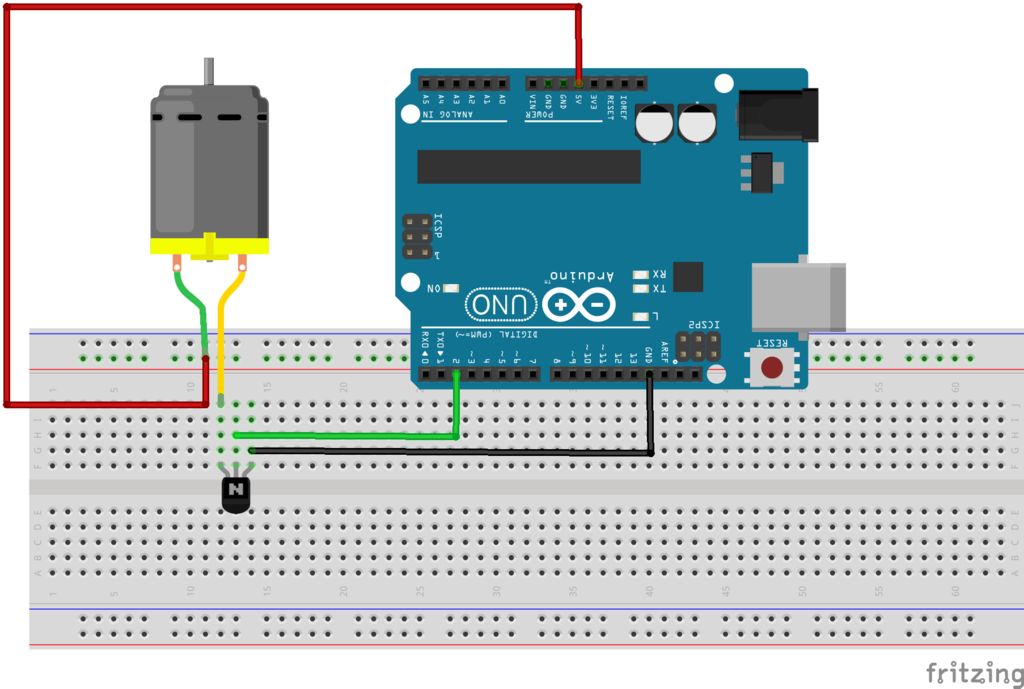 A5 A4 A3 A2 A1 A0 VIN GND GND 5V 3V3 RESET IOREF
ANALOG IN POWER
ICSP
1
RX
TX
Arduino
TM
ON
UNO
L
DIGITAL (PWM=~)
ICSP2
RX0 ◀ 0 TX0 ▶ 1 2 ~3 4 ~5 ~6 7 8 ~9 ~10 ~11 12 13 GND AREF
RESET
1 5 10 15 20 25 30 35 40 45 50 55 60
J J
I I
H H
G G
F F
N
E E
D D
C C
B B
A A
1 5 10 15 20 25 30 35 40 45 50 55 60
fritzing